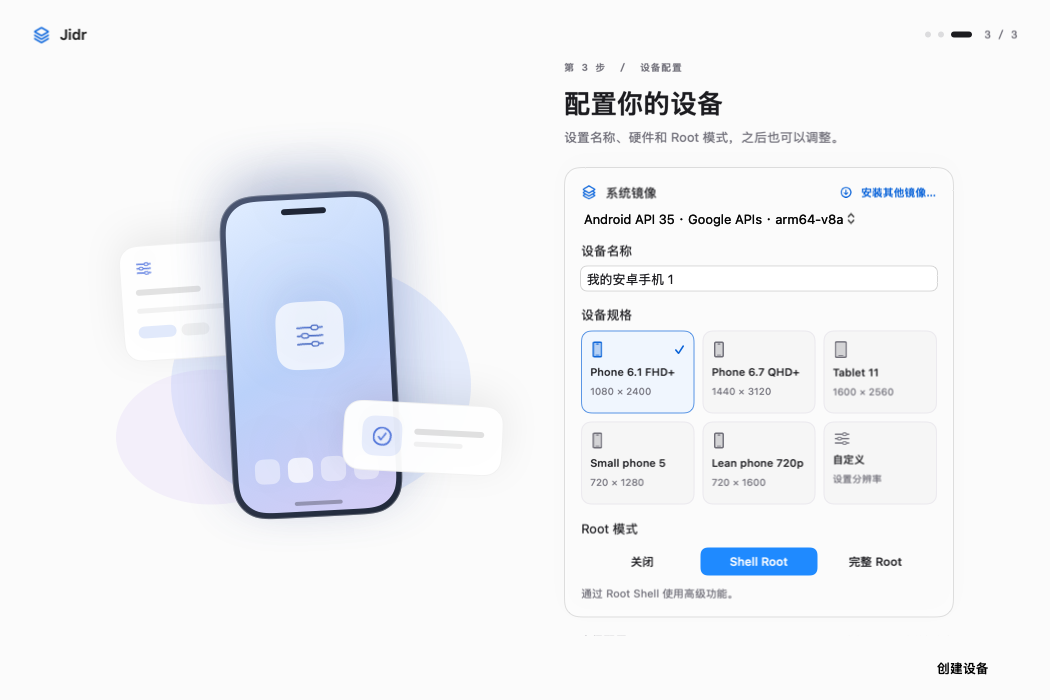 Jidr
3 / 3
第 3 步 / 设备配置
配置你的设备
设置名称、硬件和 Root 模式，之后也可以调整。
系统镜像
安装其他镜像...
Android API 35 · Google APIs · arm64-v8a
设备名称
我的安卓手机 1
设备规格
Phone 6.1 FHD+
1080 × 2400
Phone 6.7 QHD+
1440 × 3120
Tablet 11
1600 × 2560
Small phone 5
720 × 1280
Lean phone 720p
720 × 1600
自定义
设置分辨率
Root 模式
关闭
Shell Root
完整 Root
通过 Root Shell 使用高级功能。
创建设备